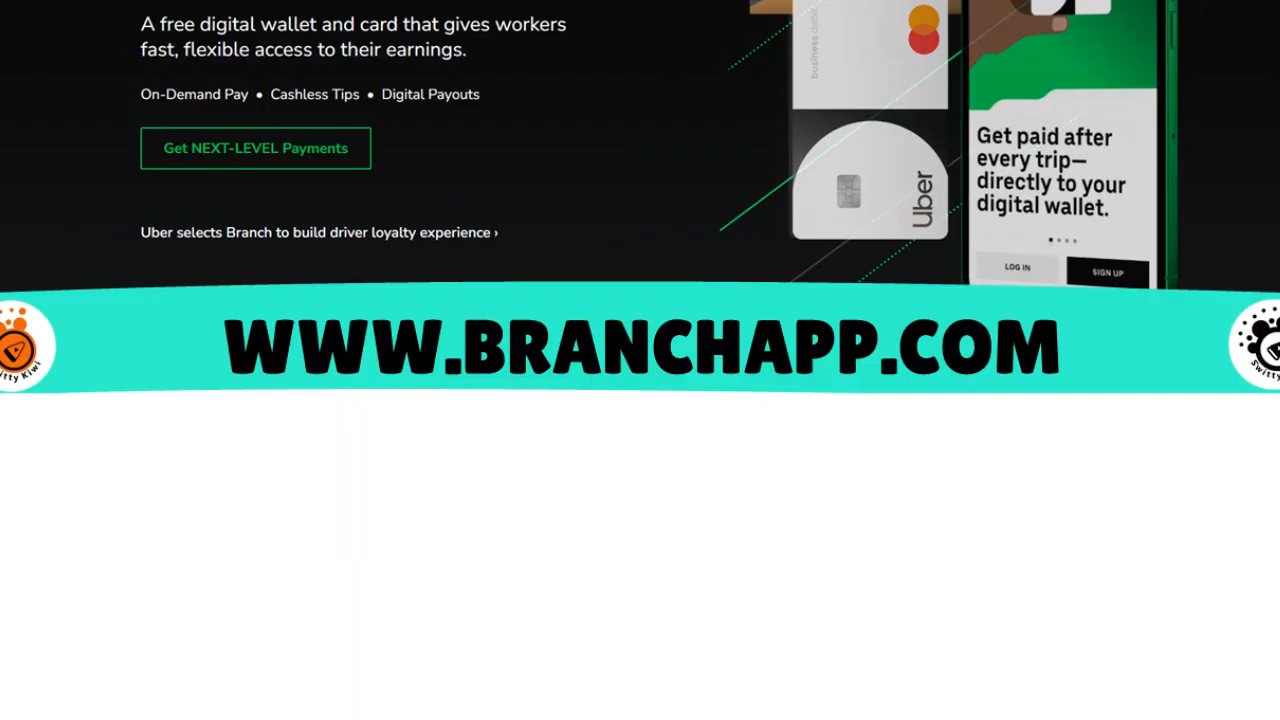 A free digital wallet and card that gives workers
fast, flexible access to their earnings.
On-Demand Pay • Cashless Tips • Digital Payouts
Get NEXT-LEVEL Payments
Uber selects Branch to build driver loyalty experience ›
business debit
Uber
Get paid after
every trip—
directly to your
digital wallet.
LOG IN
SIGN UP
WWW.BRANCHAPP.COM